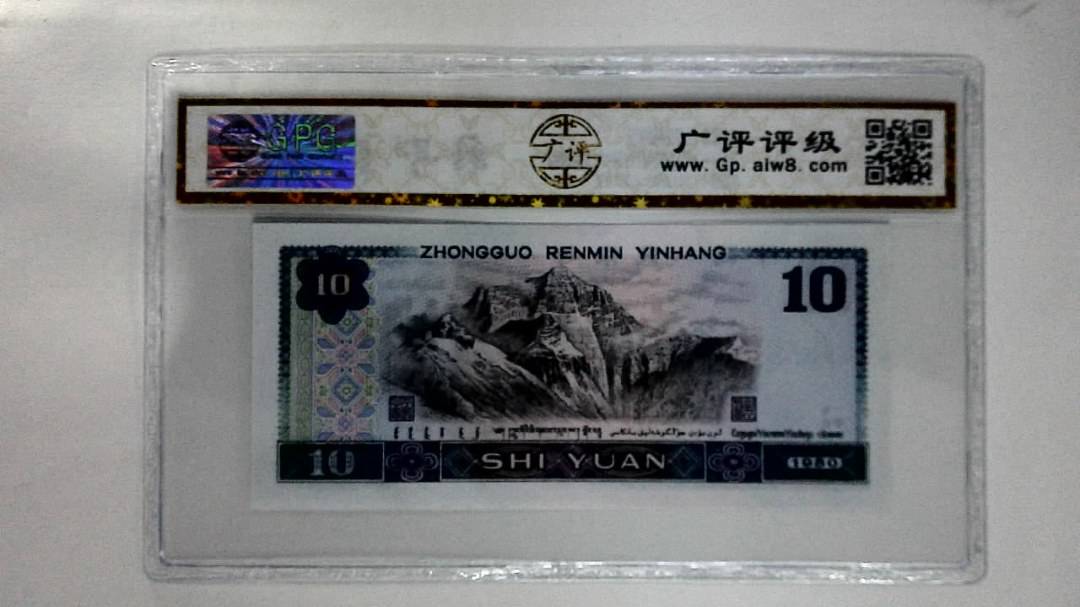 GPG
广评
广评评级
www. Gp. aiw8. com
ZHONGGUO RENMIN YINHANG
10
10
10
SHI YUAN
1980